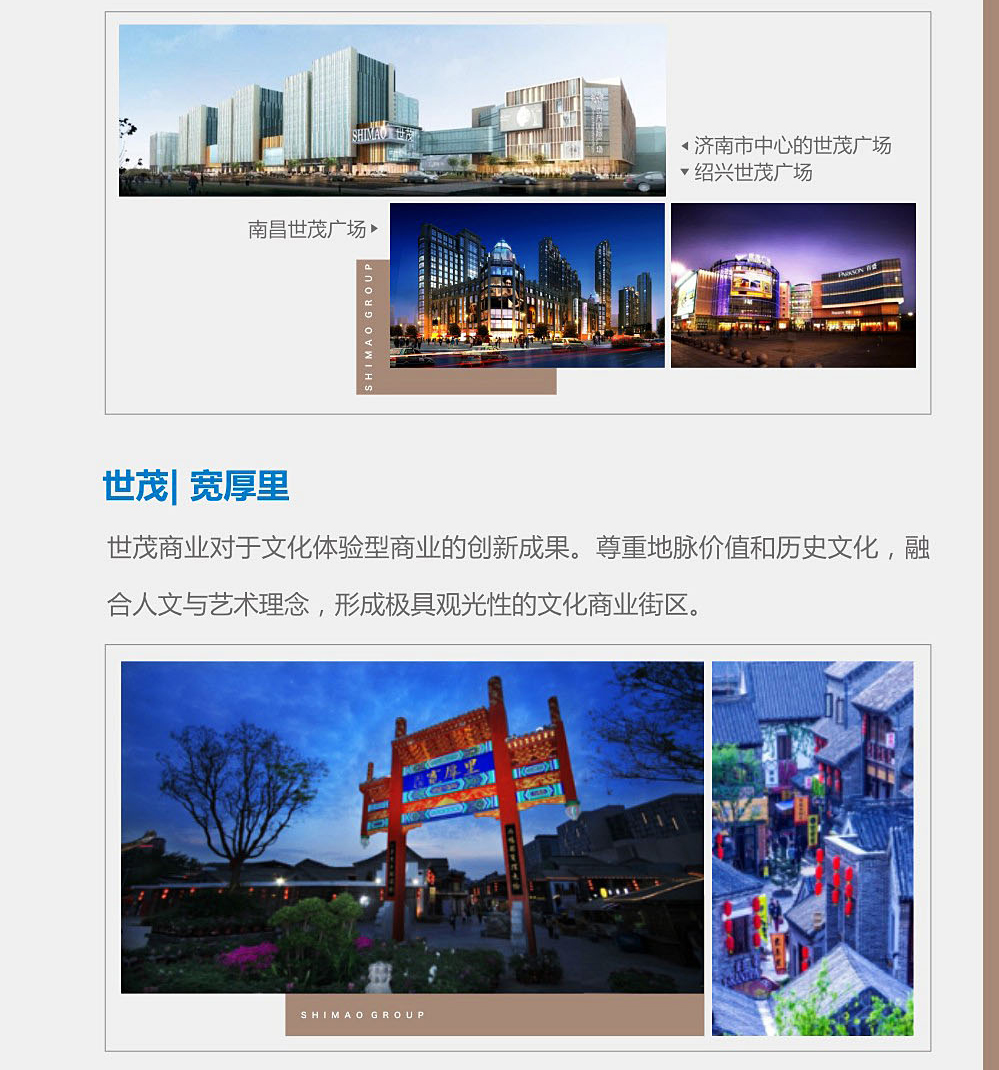 SHIMAO 世茂
济南市中心的世茂广场
绍兴世茂广场
南昌世茂广场
PARKSON 百盛
SHIMAO GROUP
世茂| 宽厚里
世茂商业对于文化体验型商业的创新成果。尊重地脉价值和历史文化，融
合人文与艺术理念，形成极具观光性的文化商业街区。
里厚宽
SHIMAO GROUP